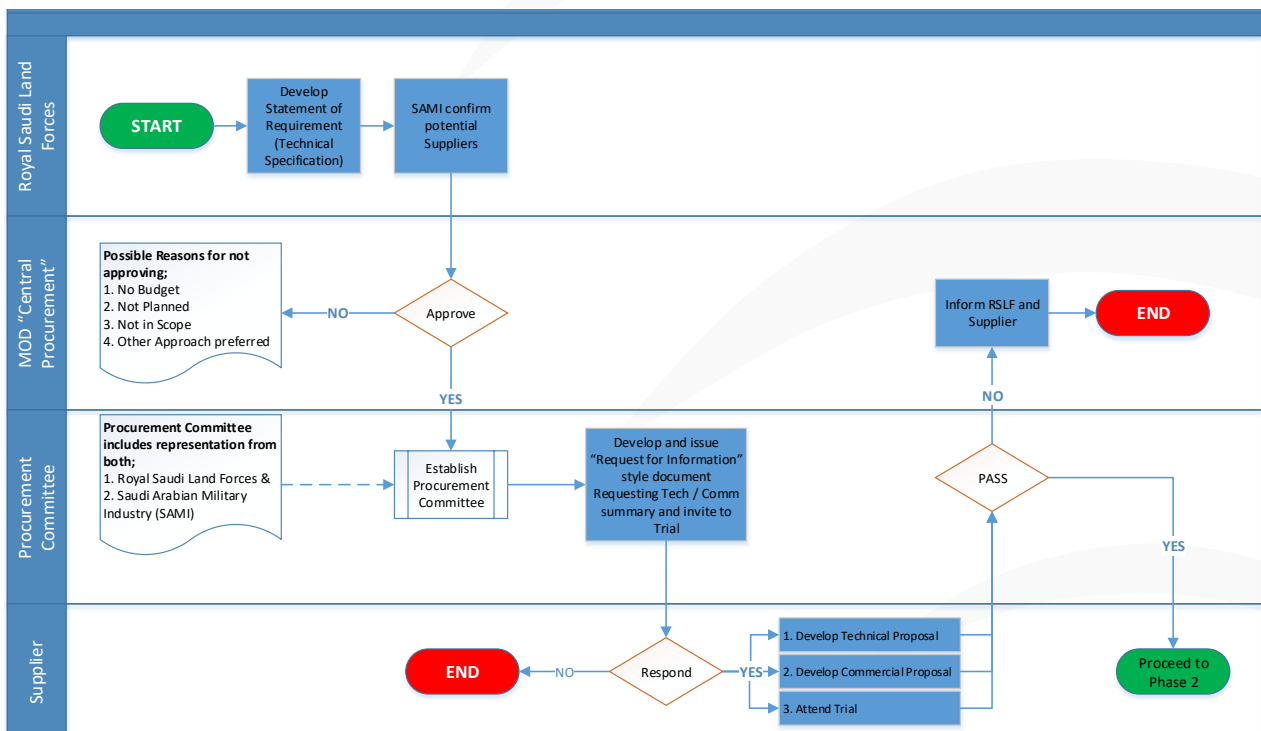 Royal Saudi Land
Forces
START
Develop
Statement of
Requirement
(Technical
Specification)
SAMI confirm
potential
Suppliers
MOD “Central
Procurement”
Possible Reasons for not
approving;
1. No Budget
2. Not Planned
3. Not in Scope
4. Other Approach preferred
NO
Approve
YES
Inform RSLF and
Supplier
END
NO
Procurement
Committee
Procurement Committee
includes representation from
both;
1. Royal Saudi Land Forces &
2. Saudi Arabian Military
Industry (SAMI)
Establish
Procurement
Committee
Develop and issue
“Request for Information”
style document
Requesting Tech / Comm
summary and invite to
Trial
PASS
YES
Supplier
END
NO
Respond
YES
1. Develop Technical Proposal
2. Develop Commercial Proposal
3. Attend Trial
Proceed to
Phase 2